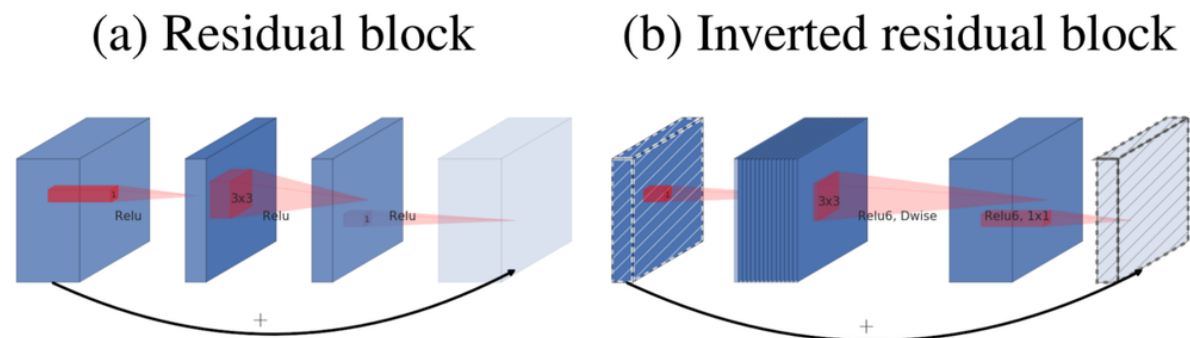 (a) Residual block
(b) Inverted residual block
1
Relu
3x3
Relu
1
Relu
+
1
3x3
Relu6, Dwise
Relu6, 1x1
+